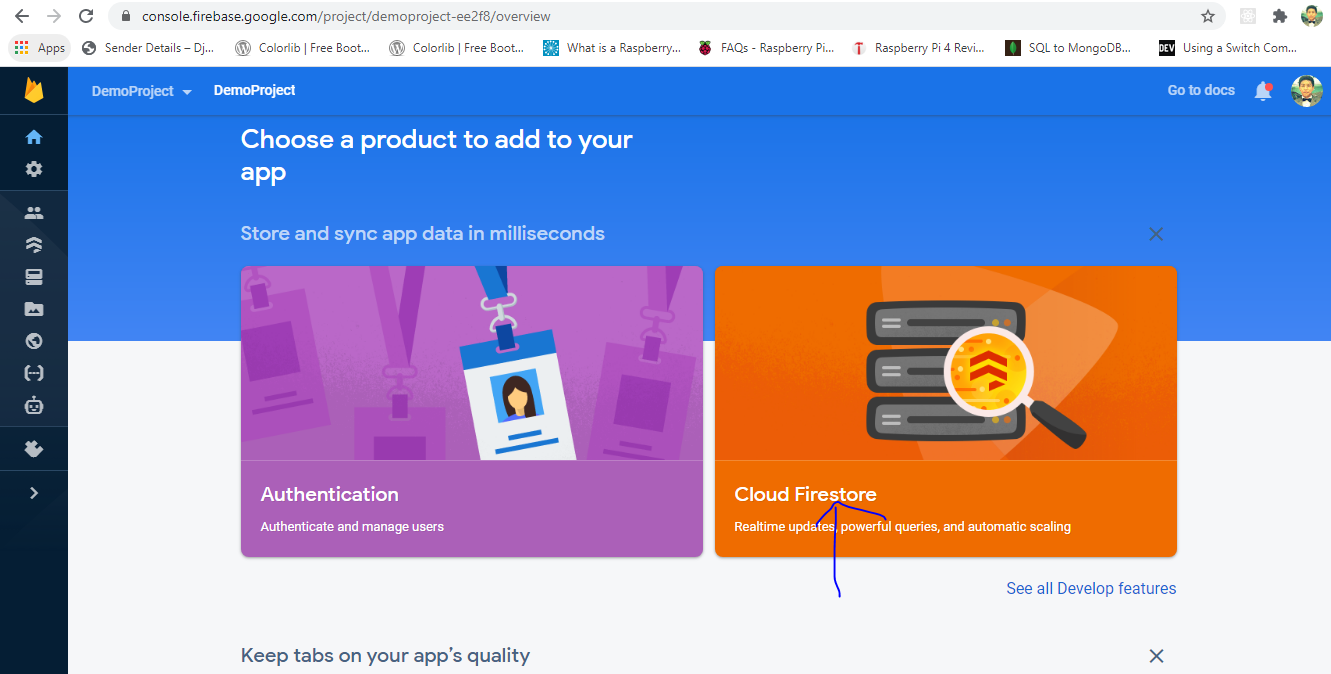 console.firebase.google.com/project/demoproject-ee2f8/overview
Apps Sender Details – Dj... Colorlib | Free Boot... Colorlib | Free Boot... What is a Raspberry... FAQs - Raspberry Pi... Raspberry Pi 4 Revi... SQL to MongoDB... DEV Using a Switch Com...
DemoProject DemoProject Go to docs
Choose a product to add to your
app
Store and sync app data in milliseconds
Authentication
Authenticate and manage users
Cloud Firestore
Realtime updates, powerful queries, and automatic scaling
See all Develop features
Keep tabs on your app's quality